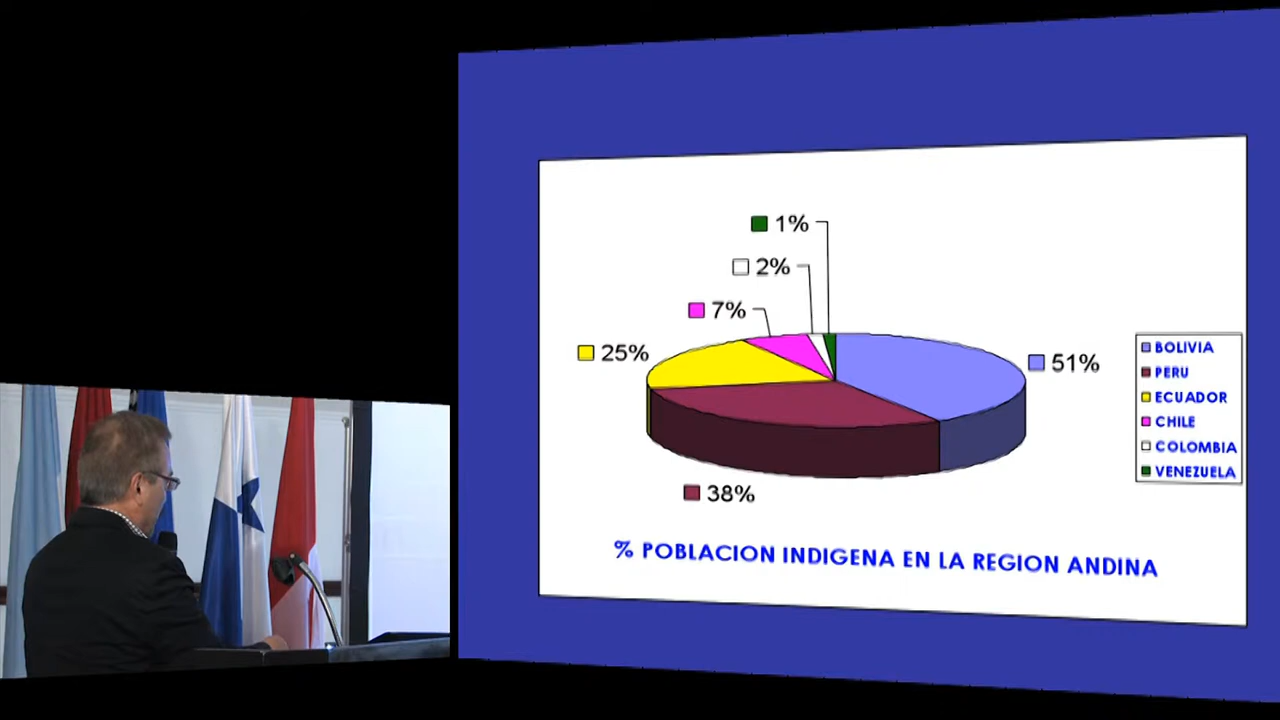 1%
2%
7%
25%
51%
38%
BOLIVIA
PERU
ECUADOR
CHILE
COLOMBIA
VENEZUELA
% POBLACION INDIGENA EN LA REGION ANDINA